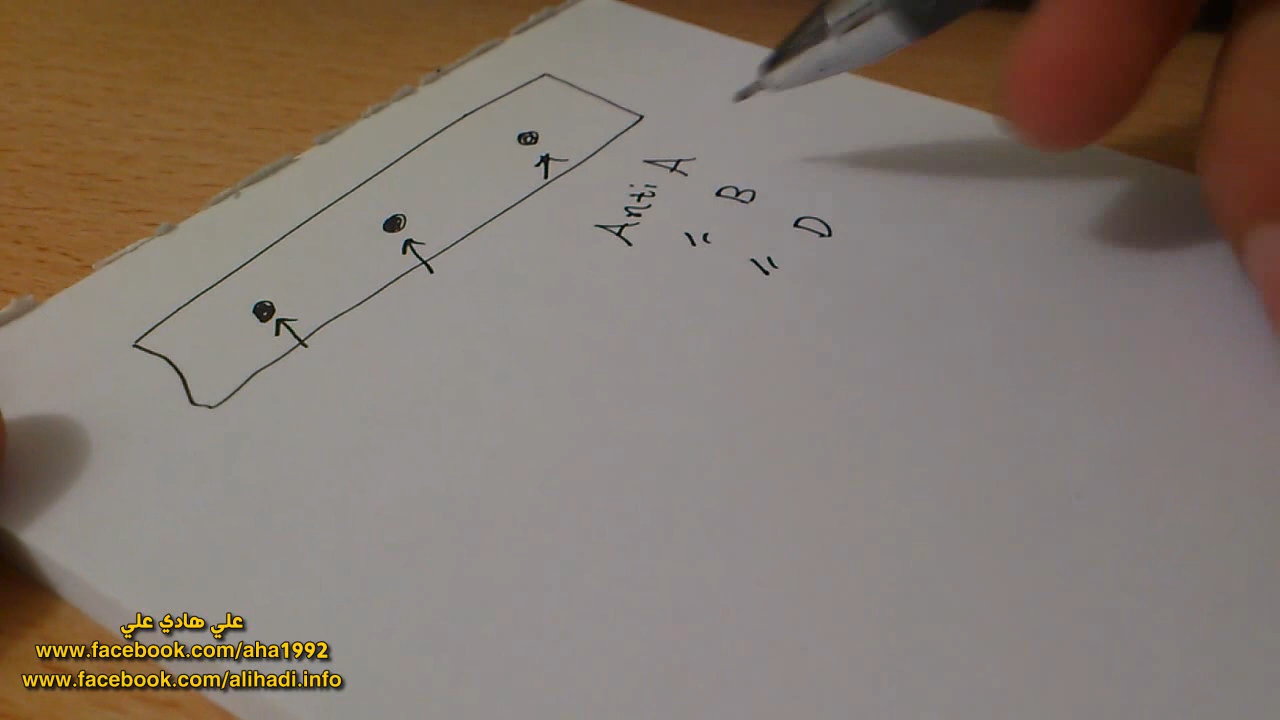 Anti A
" B
" D
علي هادي علي
www.facebook.com/aha1992
www.facebook.com/alihadi.info